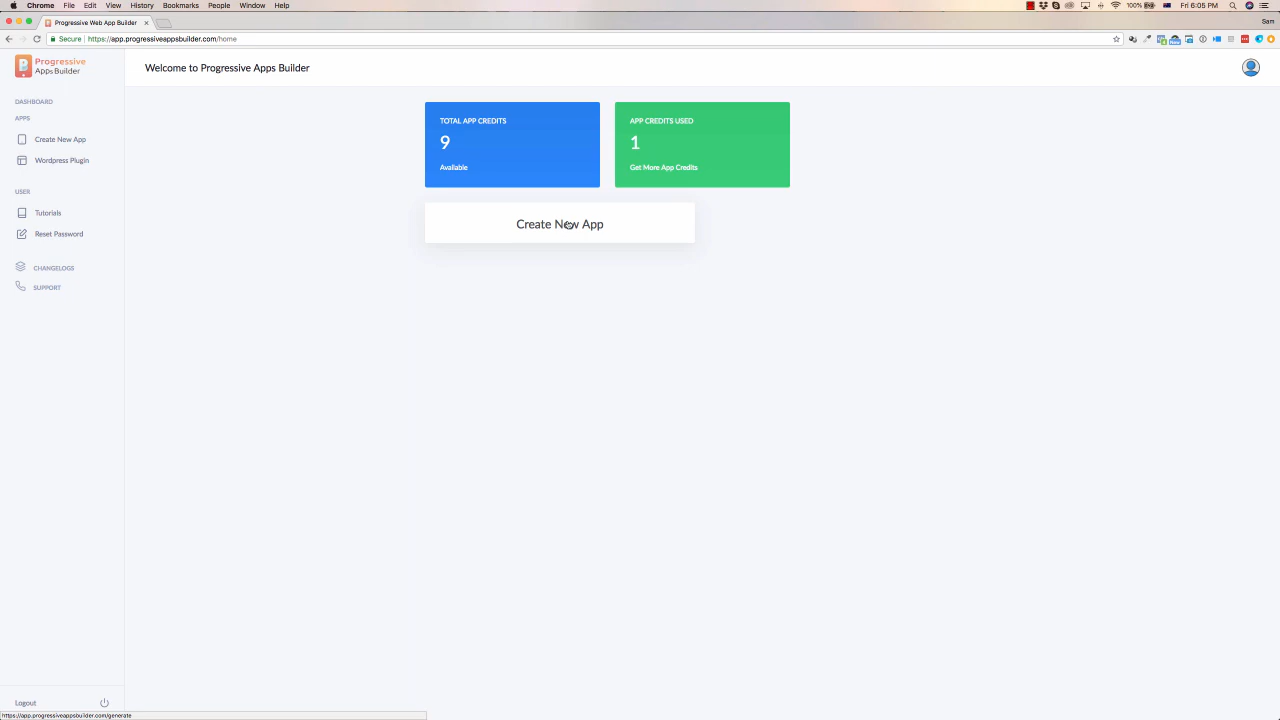 Chrome File Edit View History Bookmarks People Window Help
100% Fri 6:05 PM
Progressive Web App Builder
Sam
Secure https://app.progressiveappsbuilder.com/home
Progressive
Apps Builder
Welcome to Progressive Apps Builder
DASHBOARD
APPS
Create New App
Wordpress Plugin
USER
Tutorials
Reset Password
CHANGELOGS
SUPPORT
TOTAL APP CREDITS
9
Available
APP CREDITS USED
1
Get More App Credits
Create New App
Logout
https://app.progressiveappsbuilder.com/generate